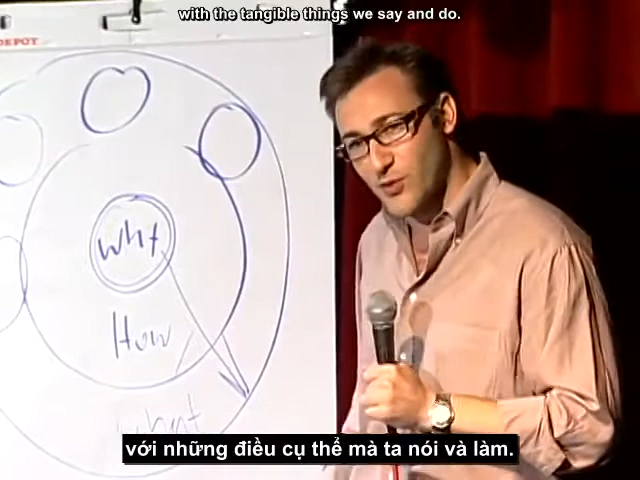 with the tangible things we say and do.
DEPOT
why
How
what
với những điều cụ thể mà ta nói và làm.